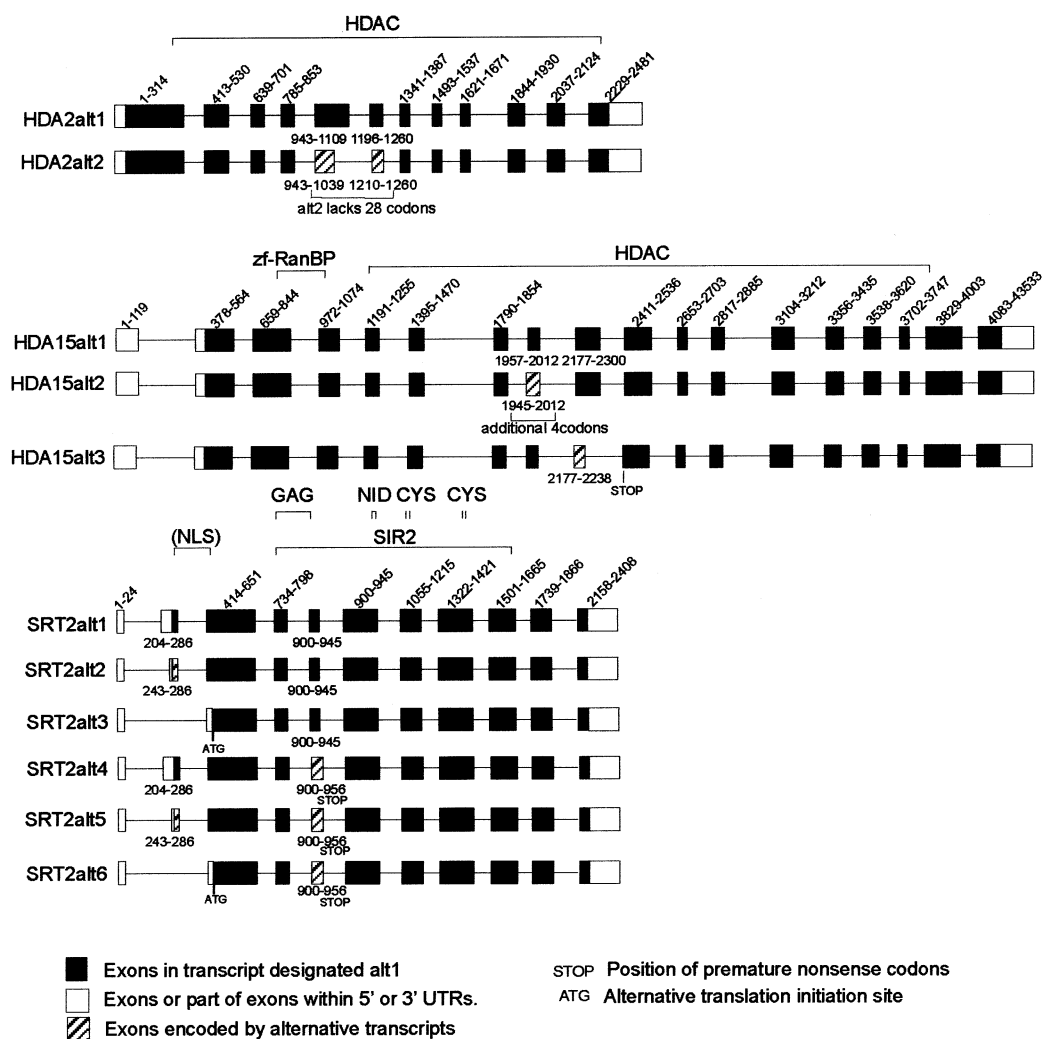 HDAC
1-314
413-530
639-701
785-853
1341-1387
1493-1537
1621-1671
1844-1930
2037-2124
2229-2481
HDA2alt1
943-1109 1196-1260
HDA2alt2
943-1039 1210-1260
alt2 lacks 28 codons
zf-RanBP
HDAC
1-119
378-564
659-844
972-1074
1191-1255
1395-1470
1790-1854
2411-2536
2653-2703
2817-2885
3104-3212
3356-3435
3538-3620
3702-3747
3829-4003
4083-43533
HDA15alt1
1957-2012 2177-2300
HDA15alt2
1945-2012
additional 4codons
HDA15alt3
2177-2238
STOP
GAG NID CYS CYS
(NLS)
SIR2
1-24
414-651
734-798
900-945
1055-1215
1322-1421
1501-1665
1739-1866
2158-2408
SRT2alt1
204-286 900-945
SRT2alt2
243-286 900-945
SRT2alt3
ATG 900-945
SRT2alt4
204-286 900-956
STOP
SRT2alt5
243-286 900-956
STOP
SRT2alt6
ATG 900-956
STOP
Exons in transcript designated alt1
Exons or part of exons within 5' or 3' UTRs.
Exons encoded by alternative transcripts
STOP Position of premature nonsense codons
ATG Alternative translation initiation site